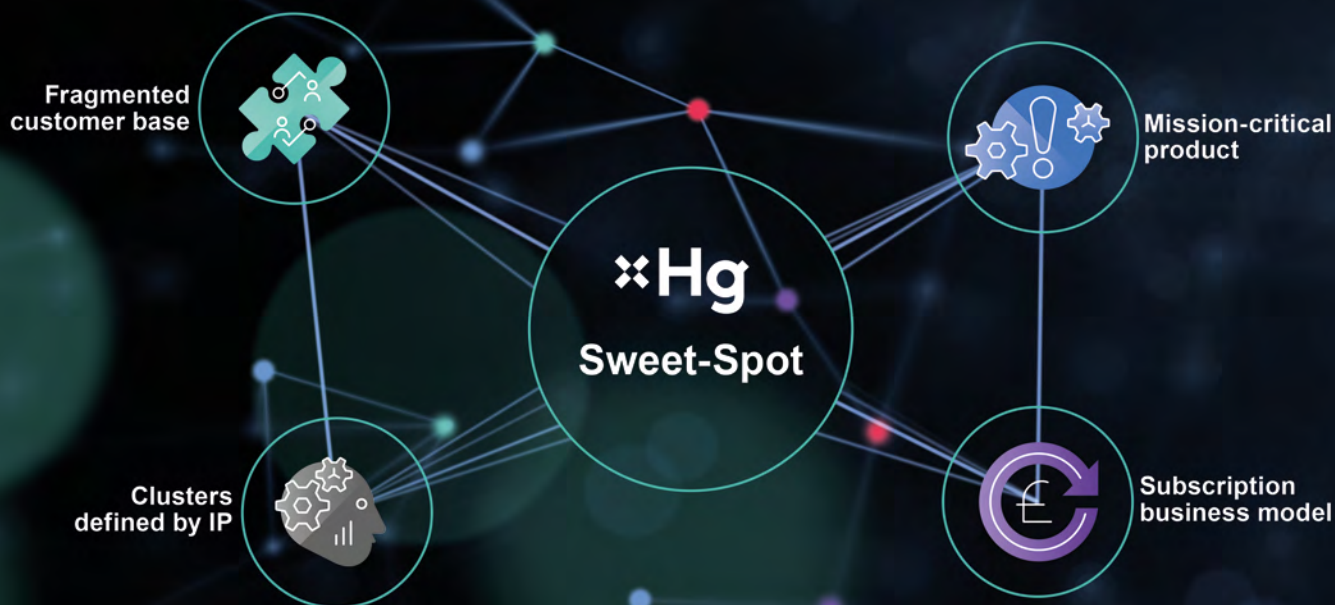 Fragmented
customer base
Mission-critical
product
Hg
Sweet-Spot
Clusters
defined by IP
Subscription
business model
£